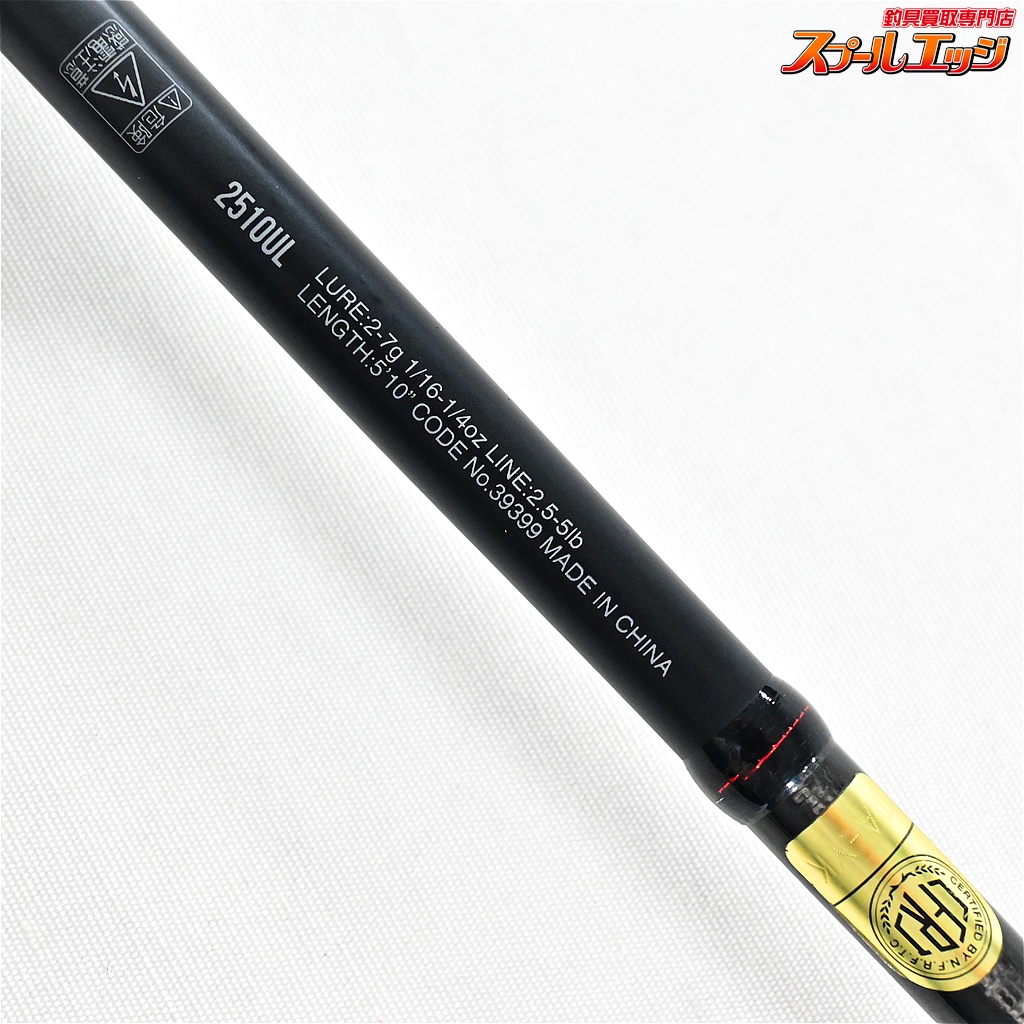 釣具買取専門店
スプールエッジ
危険
感電注意
2510UL
LURE:2-7g 1/16-1/4oz LINE:2.5-5lb
LENGTH:5'10" CODE No.39399 MADE IN CHINA
CERTIFIED BY N.F.R.F.T.C